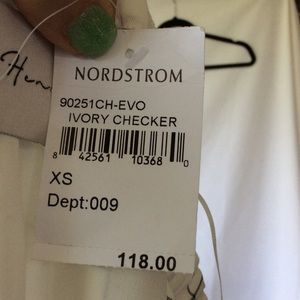 NORDSTROM
90251CH-EVO
IVORY CHECKER
8 42561 10368 0
XS
Dept:009
118.00